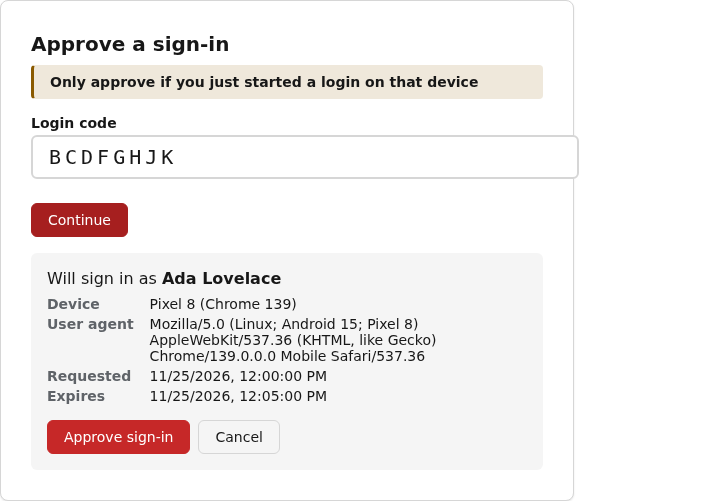 Approve a sign-in
Only approve if you just started a login on that device
Login code
BCDFGHJK
Continue
Will sign in as Ada Lovelace
Device Pixel 8 (Chrome 139)
User agent Mozilla/5.0 (Linux; Android 15; Pixel 8)
AppleWebKit/537.36 (KHTML, like Gecko)
Chrome/139.0.0.0 Mobile Safari/537.36
Requested 11/25/2026, 12:00:00 PM
Expires 11/25/2026, 12:05:00 PM
Approve sign-in Cancel